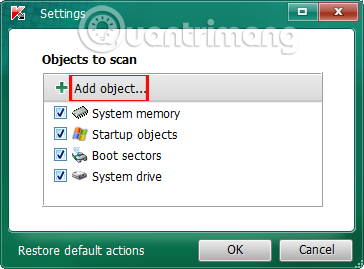 Settings
Quantrimang
Objects to scan
Add object...
System memory
Startup objects
Boot sectors
System drive
Restore default actions
OK
Cancel